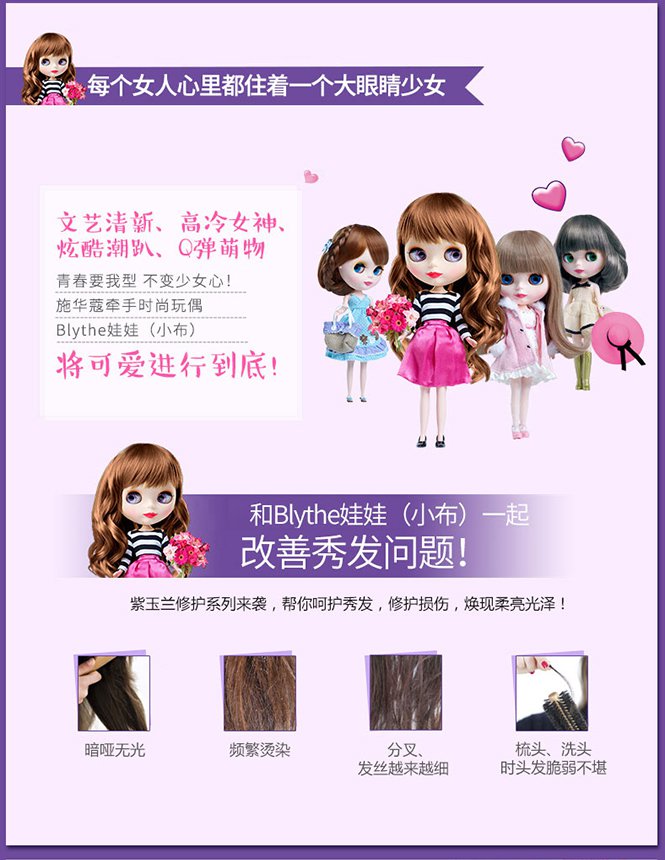 每个女人心里都住着一个大眼睛少女
文艺清新、高冷女神、
炫酷潮趴、Q弹萌物
青春要我型 不变少女心！
施华蔻牵手时尚玩偶
Blythe娃娃（小布）
将可爱进行到底！
和Blythe娃娃（小布）一起
改善秀发问题！
紫玉兰修护系列来袭，帮你呵护秀发，修护损伤，焕现柔亮光泽！
暗哑无光
频繁烫染
分叉、
发丝越来越细
梳头、洗头
时头发脆弱不堪